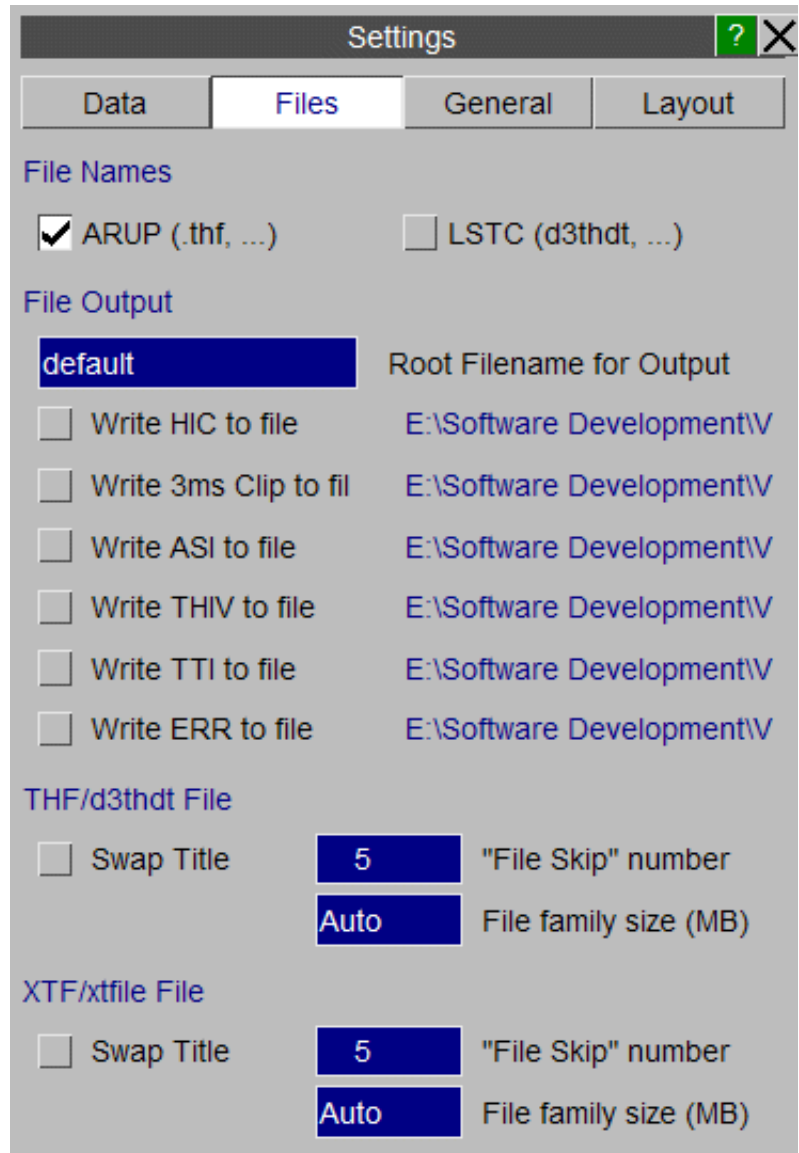 Settings ?
Data Files General Layout
File Names
ARUP (.thf, ...) LSTC (d3thdt, ...)
File Output
default Root Filename for Output
Write HIC to file E:\Software Development\V
Write 3ms Clip to fil E:\Software Development\V
Write ASI to file E:\Software Development\V
Write THIV to file E:\Software Development\V
Write TTI to file E:\Software Development\V
Write ERR to file E:\Software Development\V
THF/d3thdt File
Swap Title 5 "File Skip" number
Auto File family size (MB)
XTF/xtfile File
Swap Title 5 "File Skip" number
Auto File family size (MB)